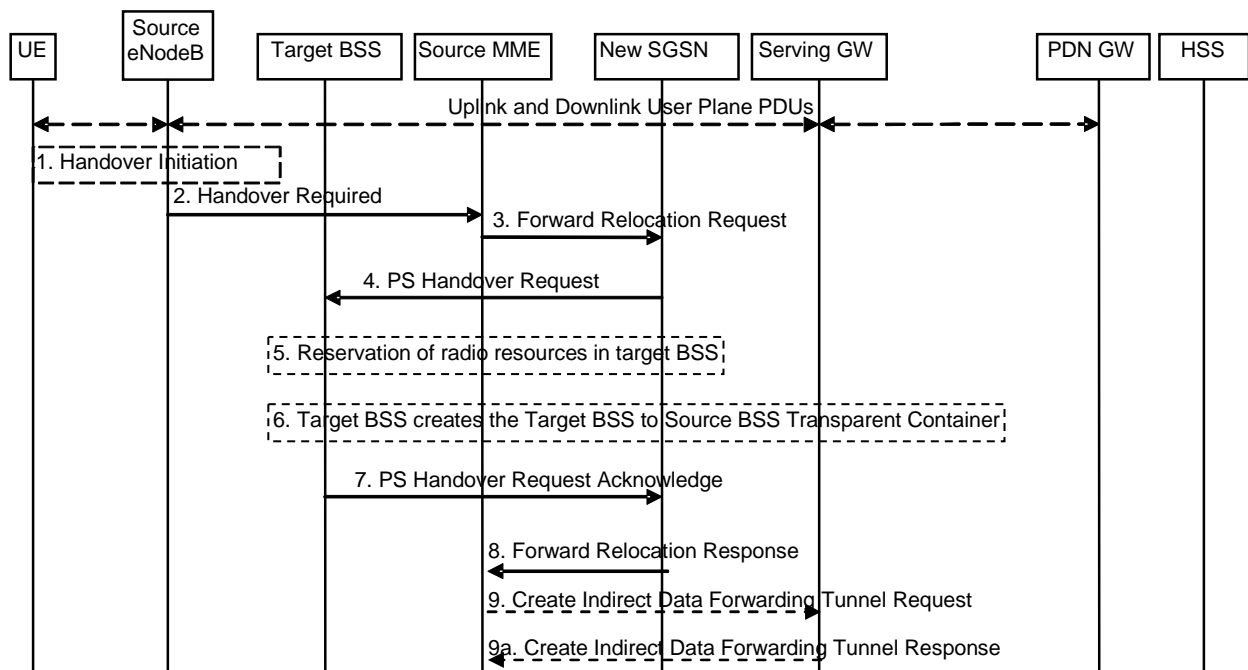 UE
Source
eNodeB
Target BSS
Source MME
New SGSN
Serving GW
PDN GW
HSS
Uplink and Downlink User Plane PDUs
1. Handover Initiation
2. Handover Required
3. Forward Relocation Request
4. PS Handover Request
5. Reservation of radio resources in target BSS
6. Target BSS creates the Target BSS to Source BSS Transparent Container
7. PS Handover Request Acknowledge
8. Forward Relocation Response
9. Create Indirect Data Forwarding Tunnel Request
9a. Create Indirect Data Forwarding Tunnel Response